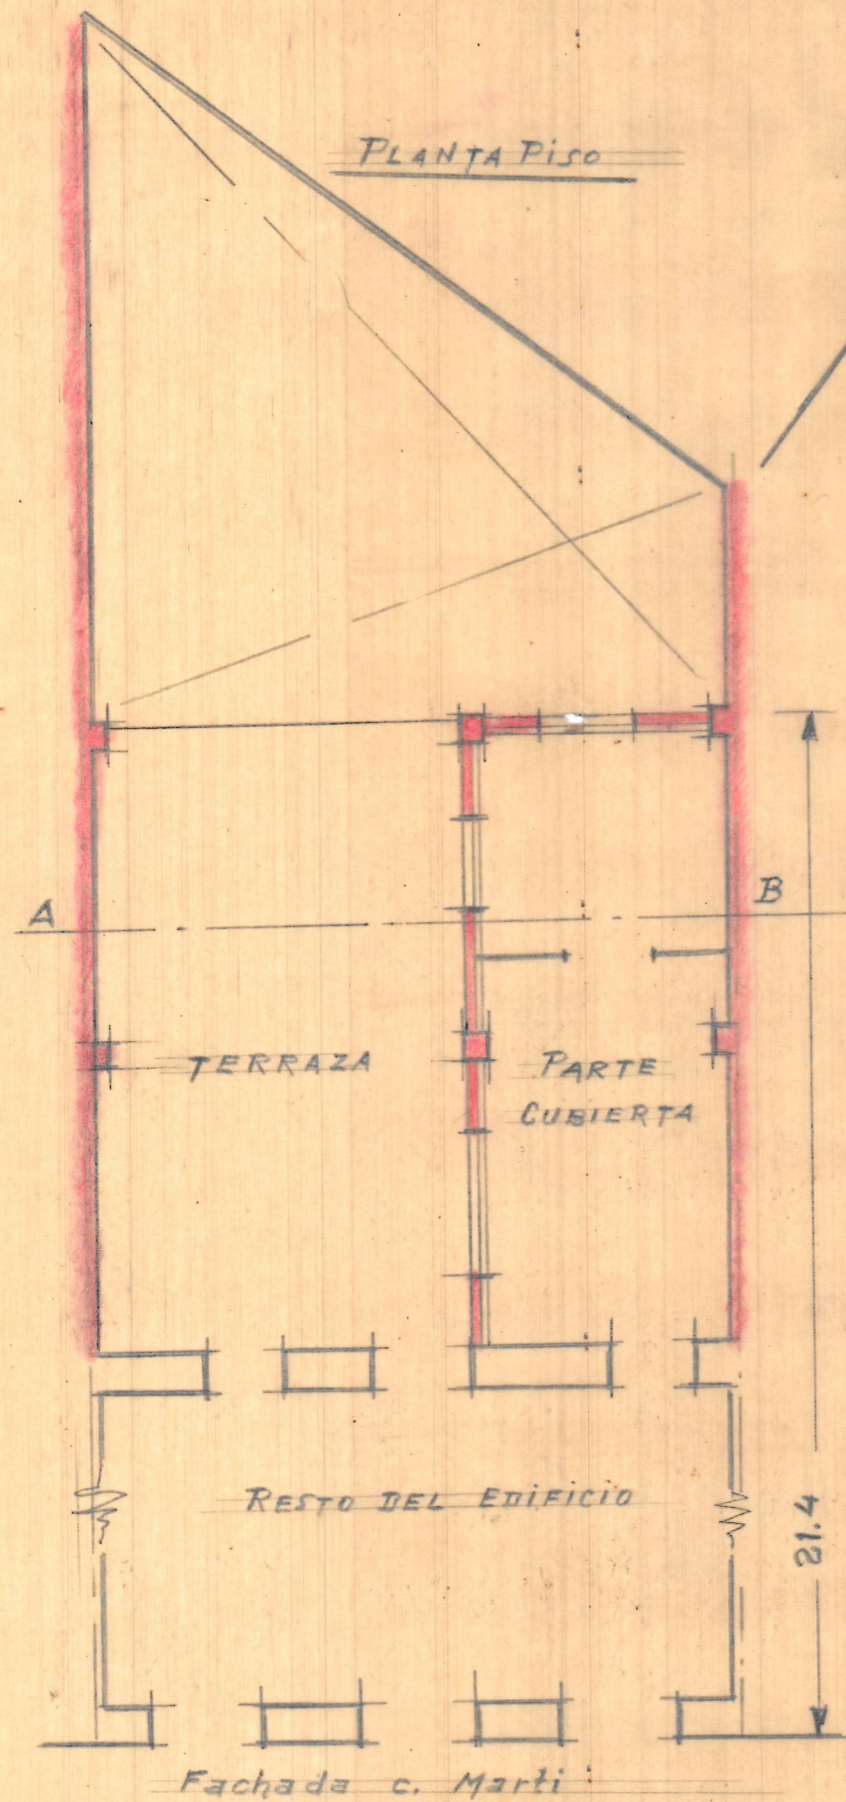 PLANTA PISO
A
B
TERRAZA
PARTE
CUBIERTA
RESTO DEL EDIFICIO
21.4
Fachada c. Marti